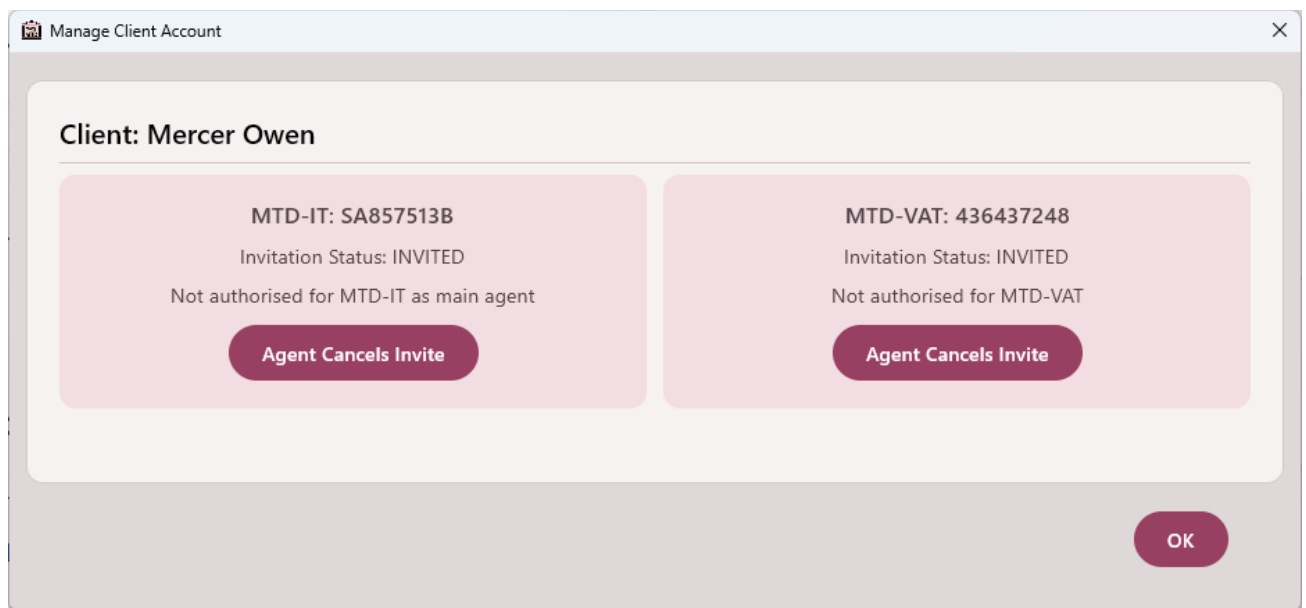 Manage Client Account
Client: Mercer Owen
MTD-IT: SA857513B
Invitation Status: INVITED
Not authorised for MTD-IT as main agent
Agent Cancels Invite
MTD-VAT: 436437248
Invitation Status: INVITED
Not authorised for MTD-VAT
Agent Cancels Invite
OK